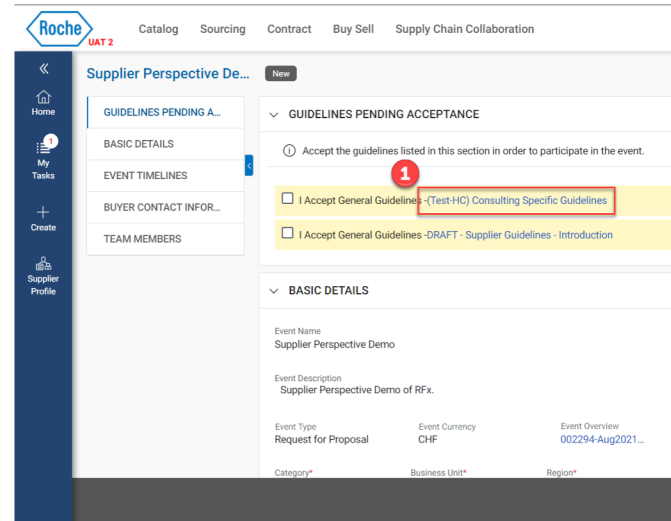 Roche
UAT 2
Catalog Sourcing Contract Buy Sell Supply Chain Collaboration
Home
1
My
Tasks
Create
Supplier
Profile
Supplier Perspective De... New
GUIDELINES PENDING A...
BASIC DETAILS
EVENT TIMELINES
BUYER CONTACT INFOR...
TEAM MEMBERS
GUIDELINES PENDING ACCEPTANCE
Accept the guidelines listed in this section in order to participate in the event.
1
I Accept General Guidelines -(Test-HC) Consulting Specific Guidelines
I Accept General Guidelines -DRAFT - Supplier Guidelines - Introduction
BASIC DETAILS
Event Name
Supplier Perspective Demo
Event Description
Supplier Perspective Demo of RFx.
Event Type Event Currency Event Overview
Request for Proposal CHF 002294-Aug2021...
Category* Business Unit* Region*